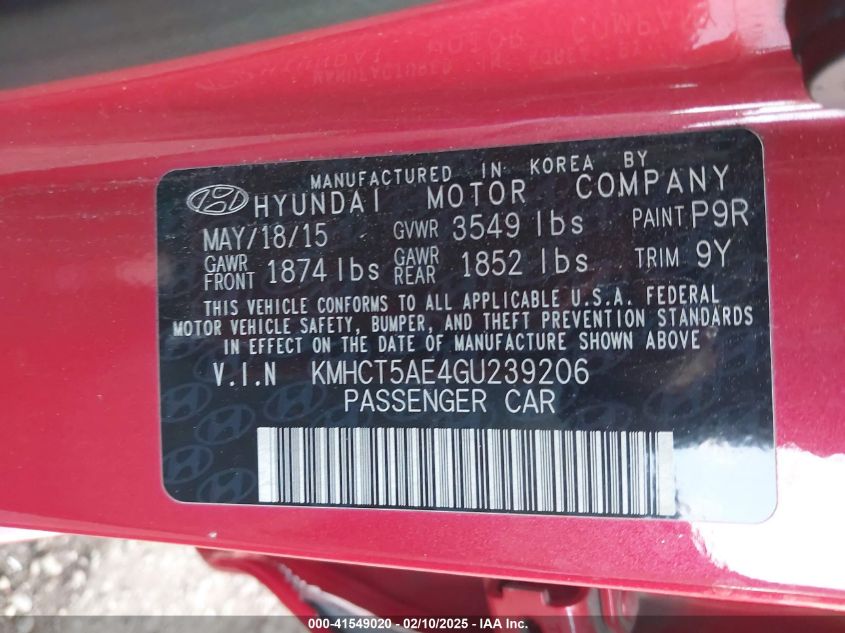 MANUFACTURED IN KOREA BY
HYUNDAI MOTOR COMPANY
MAY/18/15 GVWR 3549 lbs PAINT P9R
GAWR FRONT 1874 lbs GAWR REAR 1852 lbs TRIM 9Y
THIS VEHICLE CONFORMS TO ALL APPLICABLE U.S.A. FEDERAL
MOTOR VEHICLE SAFETY, BUMPER, AND THEFT PREVENTION STANDARDS
IN EFFECT ON THE DATE OF MANUFACTURE SHOWN ABOVE
V.I.N KMHCT5AE4GU239206
PASSENGER CAR
000-41549020 - 02/10/2025 - IAA Inc.